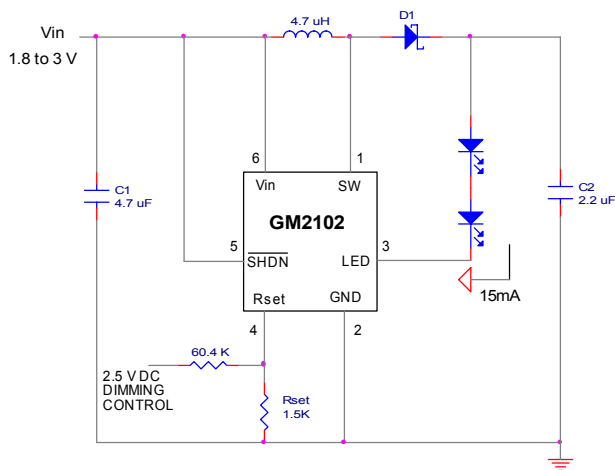 Vin
1.8 to 3 V
4.7 uH
D1
6
1
Vin
SW
C1
4.7 uF
GM2102
C2
2.2 uF
5
SHDN
LED
3
15mA
Rset
GND
4
2
60.4 K
2.5 V DC
DIMMING
CONTROL
Rset
1.5K